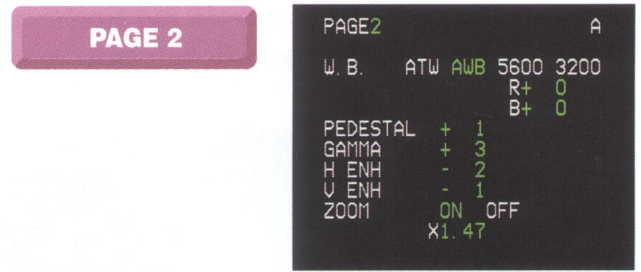 PAGE 2
PAGE2 A
W.B. ATW AWB 5600 3200
R+ 0
B+ 0
PEDESTAL + 1
GAMMA + 3
H ENH - 2
V ENH - 1
ZOOM ON OFF
X1.47